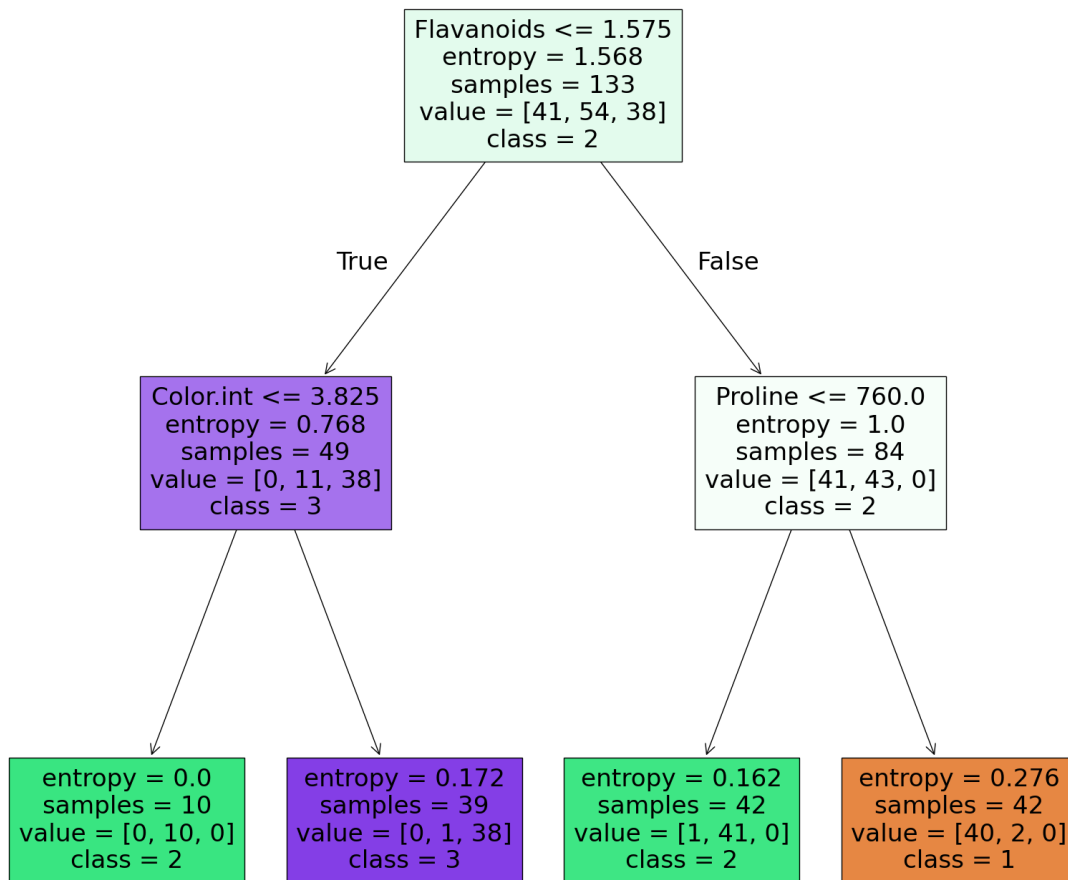 Flavanoids <= 1.575
entropy = 1.568
samples = 133
value = [41, 54, 38]
class = 2
True
False
Color.int <= 3.825
entropy = 0.768
samples = 49
value = [0, 11, 38]
class = 3
Proline <= 760.0
entropy = 1.0
samples = 84
value = [41, 43, 0]
class = 2
entropy = 0.0
samples = 10
value = [0, 10, 0]
class = 2
entropy = 0.172
samples = 39
value = [0, 1, 38]
class = 3
entropy = 0.162
samples = 42
value = [1, 41, 0]
class = 2
entropy = 0.276
samples = 42
value = [40, 2, 0]
class = 1